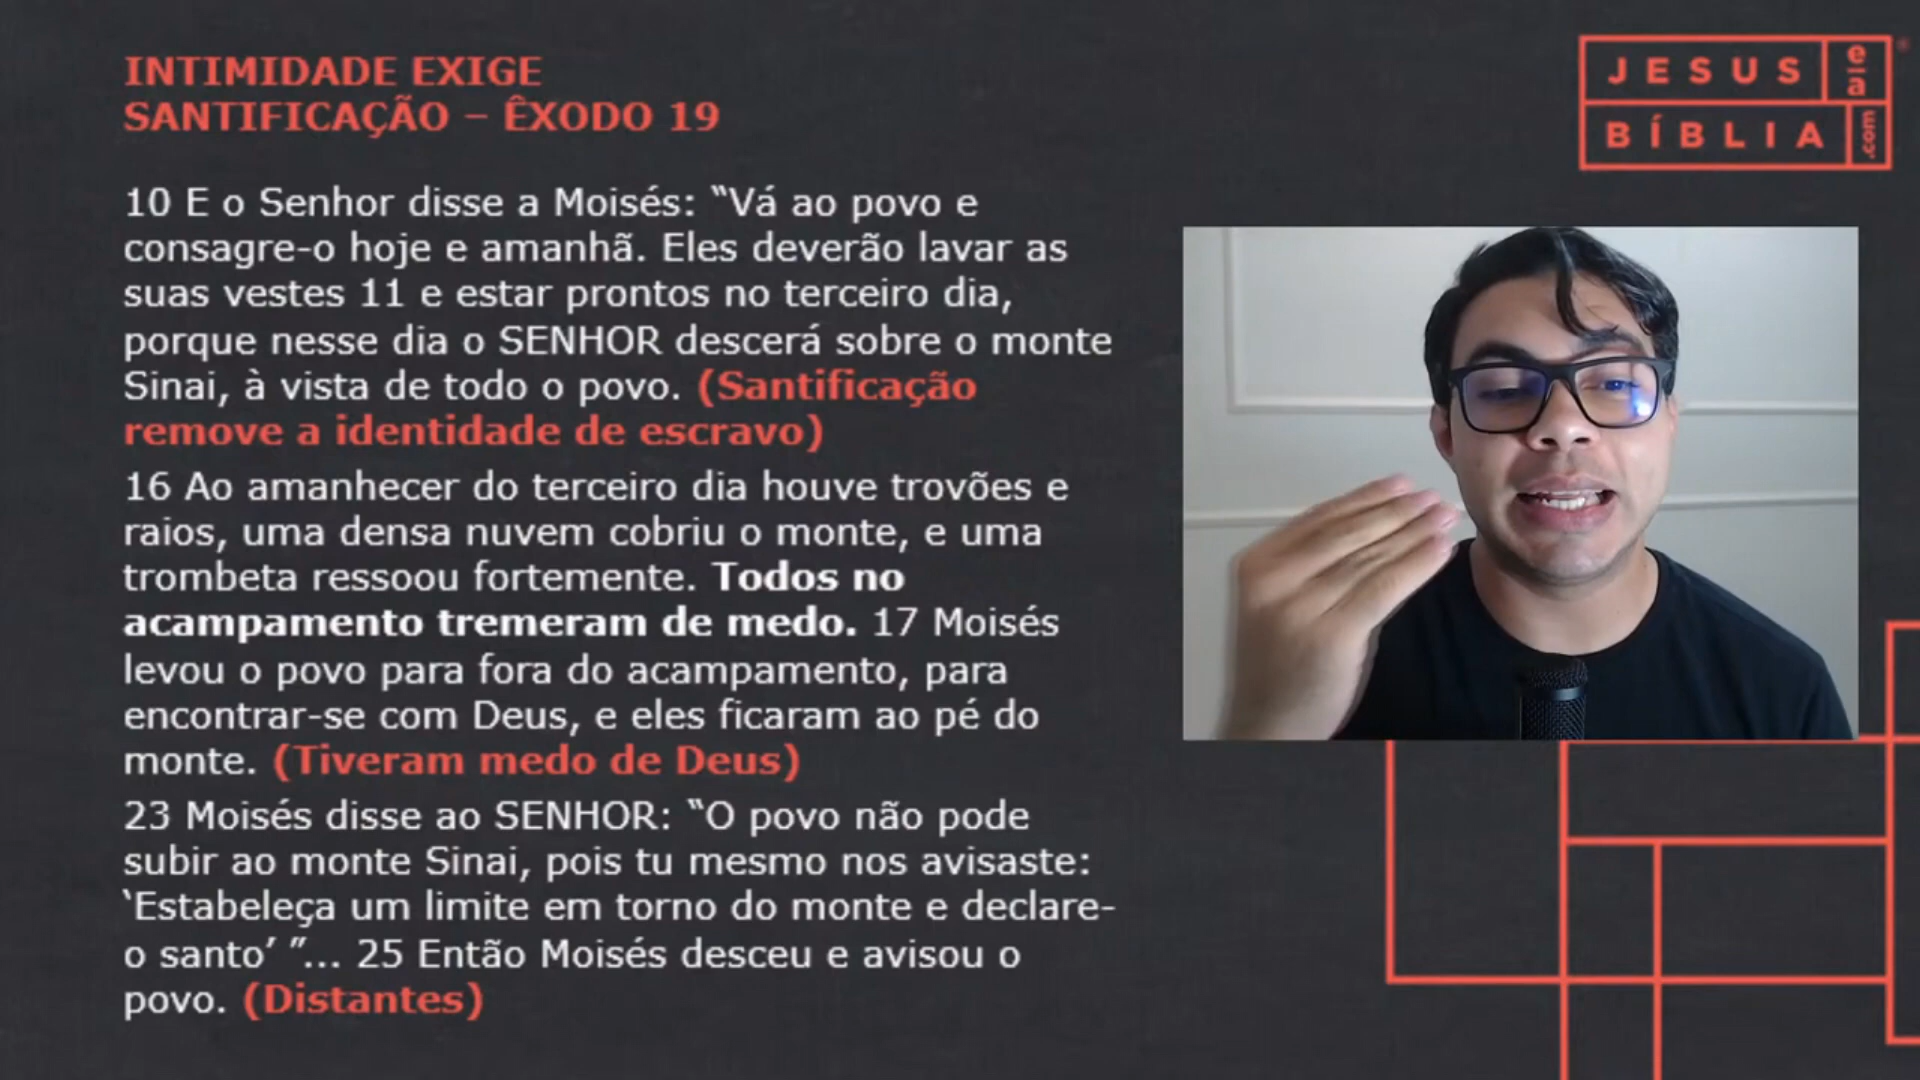 INTIMIDADE EXIGE
SANTIFICAÇÃO – ÊXODO 19
JESUS e a
BÍBLIA .com
10 E o Senhor disse a Moisés: “Vá ao povo e
consagre-o hoje e amanhã. Eles deverão lavar as
suas vestes 11 e estar prontos no terceiro dia,
porque nesse dia o SENHOR descerá sobre o monte
Sinai, à vista de todo o povo. (Santificação
remove a identidade de escravo)
16 Ao amanhecer do terceiro dia houve trovões e
raios, uma densa nuvem cobriu o monte, e uma
trombeta ressoou fortemente. Todos no
acampamento tremeram de medo. 17 Moisés
levou o povo para fora do acampamento, para
encontrar-se com Deus, e eles ficaram ao pé do
monte. (Tiveram medo de Deus)
23 Moisés disse ao SENHOR: “O povo não pode
subir ao monte Sinai, pois tu mesmo nos avisaste:
‘Estabeleça um limite em torno do monte e declare-
o santo’ ”... 25 Então Moisés desceu e avisou o
povo. (Distantes)